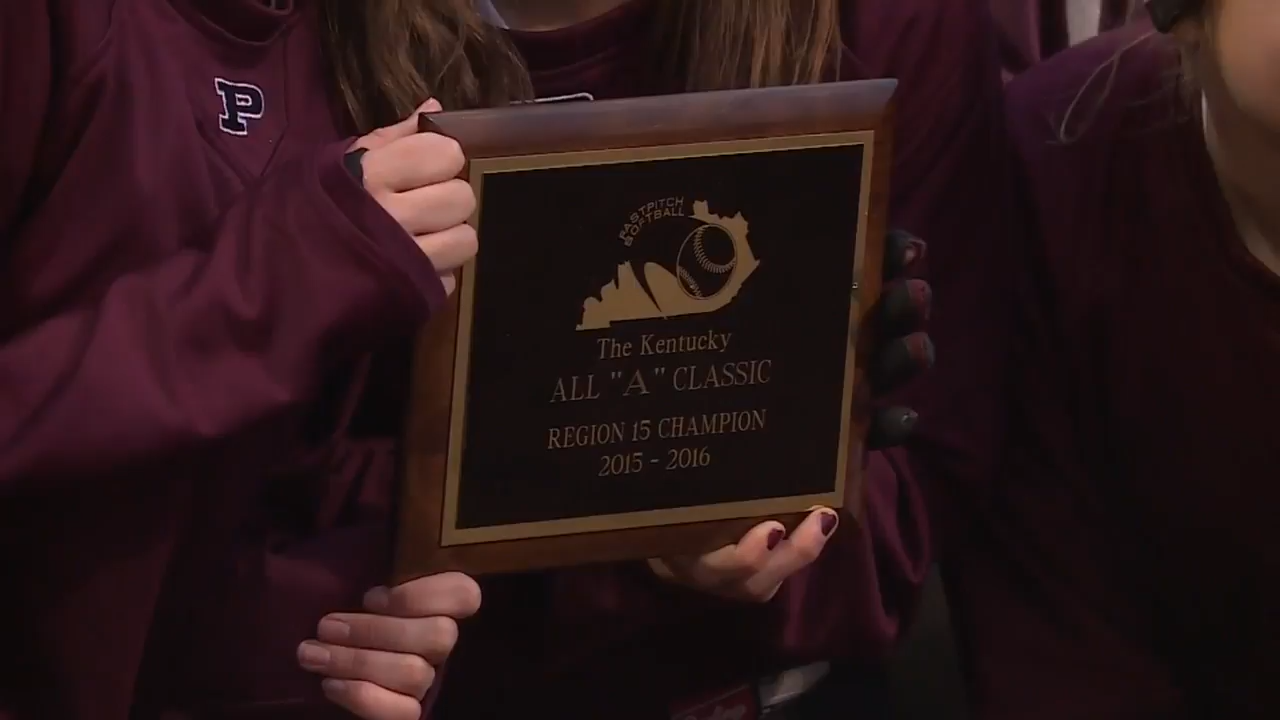 P
FASTPITCH
SOFTBALL
The Kentucky
ALL "A" CLASSIC
REGION 15 CHAMPION
2015 - 2016